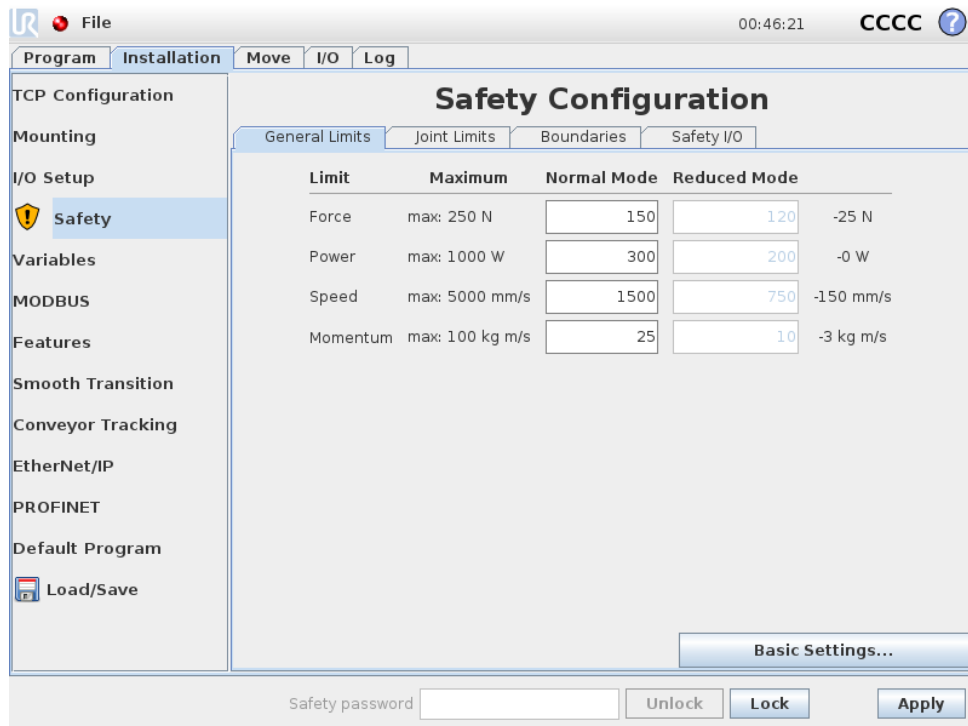 UR File 00:46:21 CCCC ?
Program Installation Move I/O Log
TCP Configuration
Mounting
I/O Setup
Safety
Variables
MODBUS
Features
Smooth Transition
Conveyor Tracking
EtherNet/IP
PROFINET
Default Program
Load/Save
Safety Configuration
General Limits Joint Limits Boundaries Safety I/O
Limit Maximum Normal Mode Reduced Mode
Force max: 250 N 150 120 -25 N
Power max: 1000 W 300 200 -0 W
Speed max: 5000 mm/s 1500 750 -150 mm/s
Momentum max: 100 kg m/s 25 10 -3 kg m/s
Basic Settings...
Safety password Unlock Lock Apply